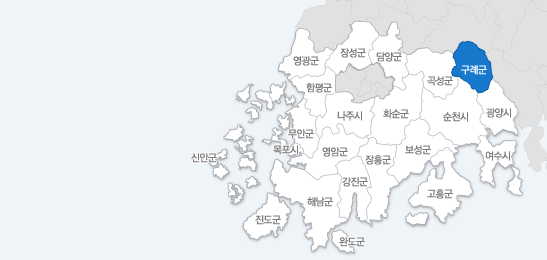 장성군
영광군
담양군
구례군
곡성군
함평군
나주시
화순군
순천시
광양시
무안군
목포시
신안군
영암군
장흥군
보성군
여수시
강진군
고흥군
해남군
진도군
완도군